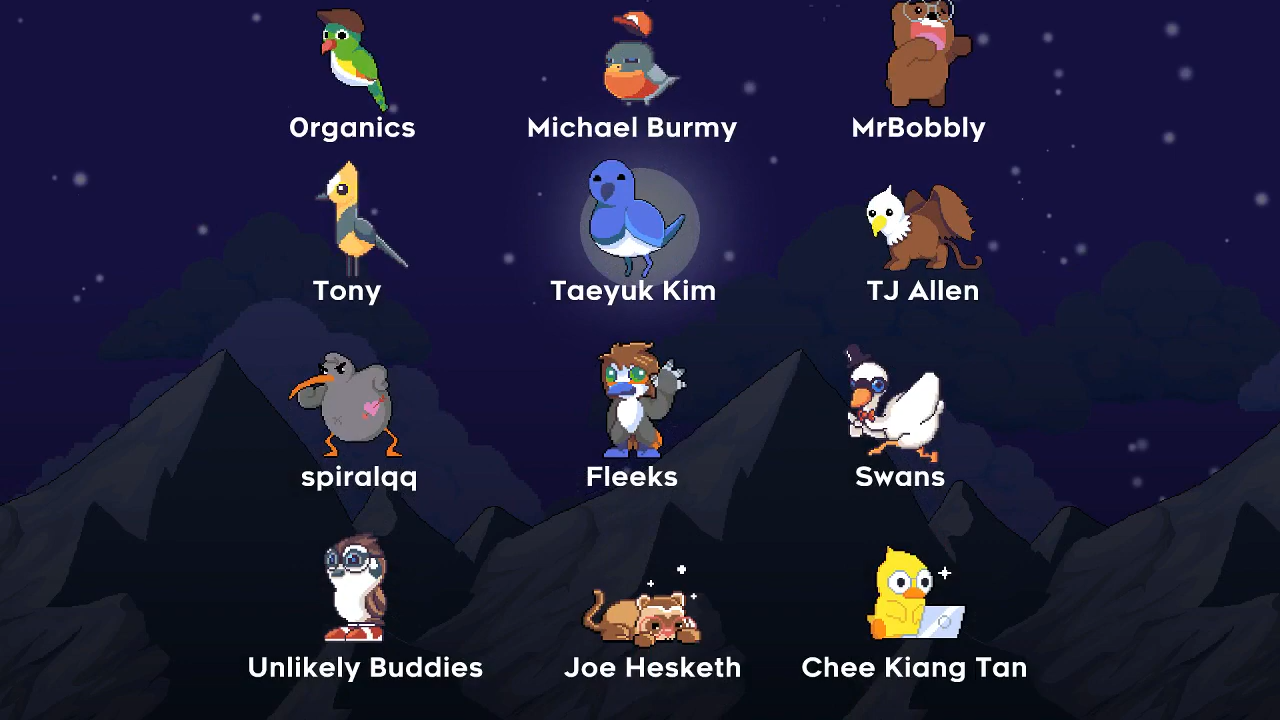 Organics
Michael Burmy
MrBobbly
Tony
Taeyuk Kim
TJ Allen
spiralqq
Fleeks
Swans
Unlikely Buddies
Joe Hesketh
Chee Kiang Tan